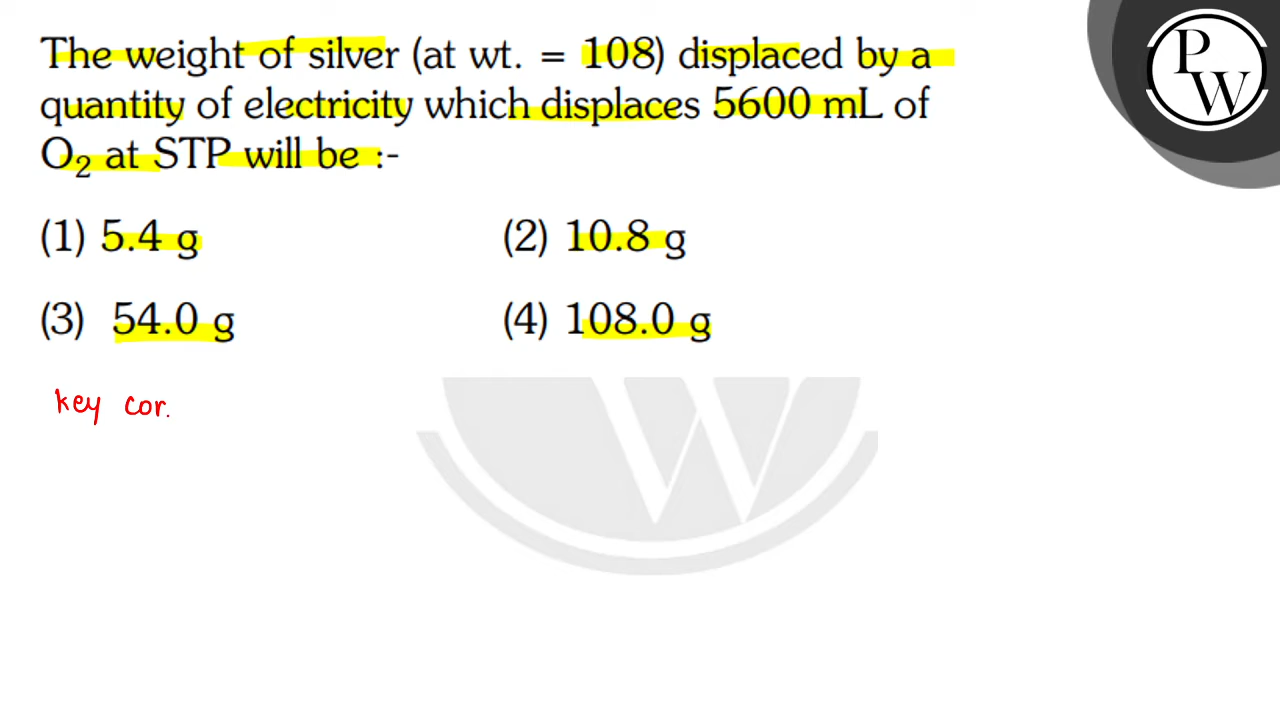 The weight of silver (at wt. = 108) displaced by a
quantity of electricity which displaces 5600 mL of
O₂ at STP will be :-
(1) 5.4 g (2) 10.8 g
(3) 54.0 g (4) 108.0 g
key cor.
P
W